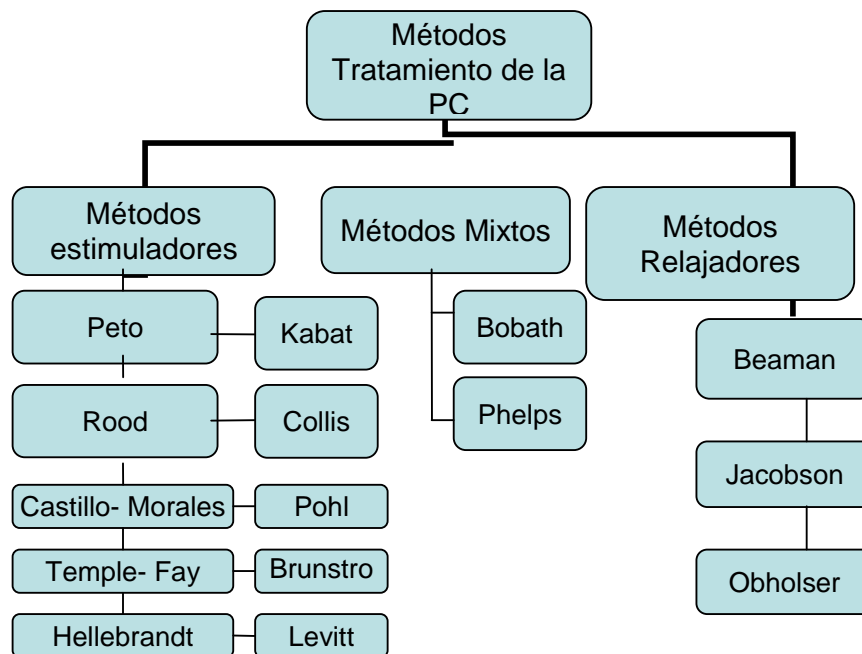 Métodos
Tratamiento de la
PC
Métodos
estimuladores
Métodos Mixtos
Métodos
Relajadores
Peto
Kabat
Bobath
Beaman
Rood
Collis
Phelps
Jacobson
Castillo- Morales
Pohl
Temple- Fay
Brunstro
Obholser
Hellebrandt
Levitt